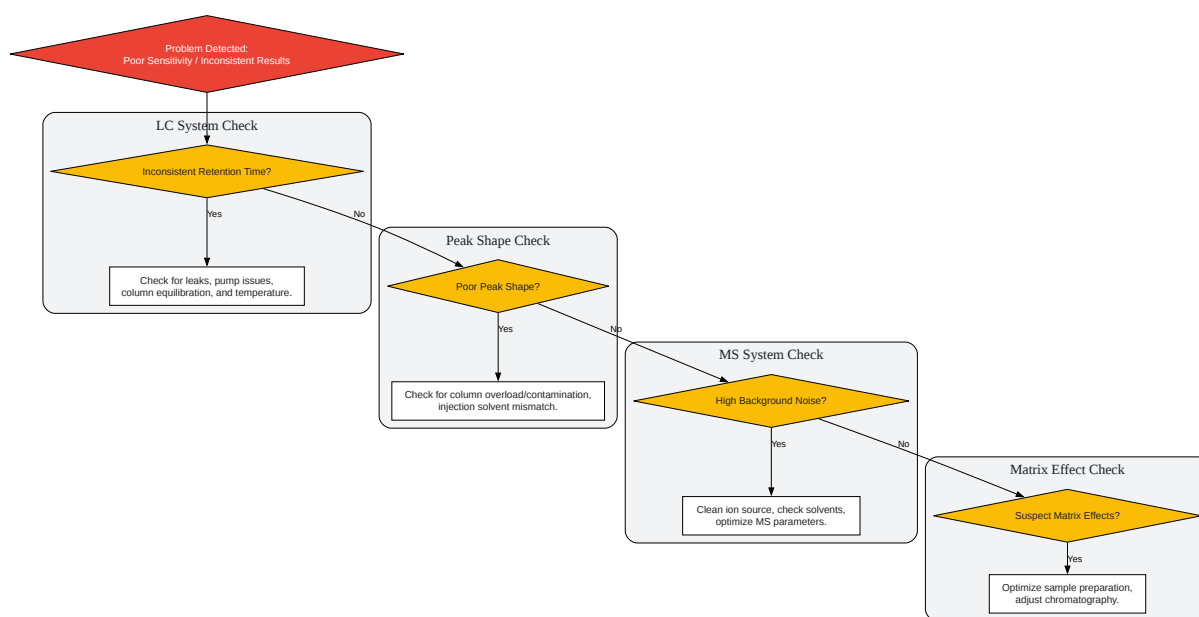 Problem Detected:
Poor Sensitivity / Inconsistent Results
LC System Check
Inconsistent Retention Time?
Yes
No
Check for leaks, pump issues,
column equilibration, and temperature.
Peak Shape Check
Poor Peak Shape?
Yes
No
Check for column overload/contamination,
injection solvent mismatch.
MS System Check
High Background Noise?
Yes
No
Clean ion source, check solvents,
optimize MS parameters.
Matrix Effect Check
Suspect Matrix Effects?
Yes
Optimize sample preparation,
adjust chromatography.